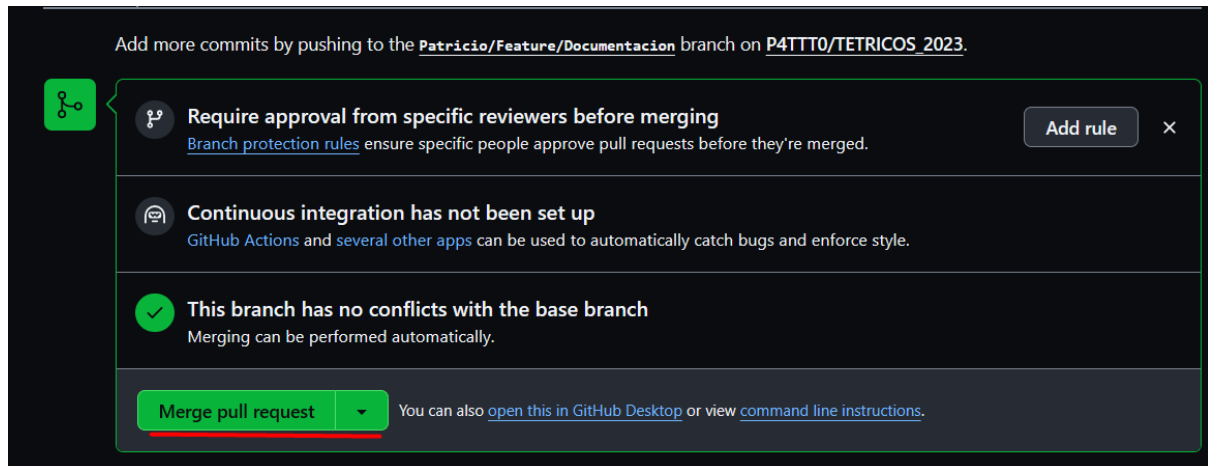 Add more commits by pushing to the Patricio/Feature/Documentacion branch on P4TTT0/TETRICOS_2023.
Require approval from specific reviewers before merging
Add rule
Branch protection rules ensure specific people approve pull requests before they're merged.
Continuous integration has not been set up
GitHub Actions and several other apps can be used to automatically catch bugs and enforce style.
This branch has no conflicts with the base branch
Merging can be performed automatically.
Merge pull request
You can also open this in GitHub Desktop or view command line instructions.